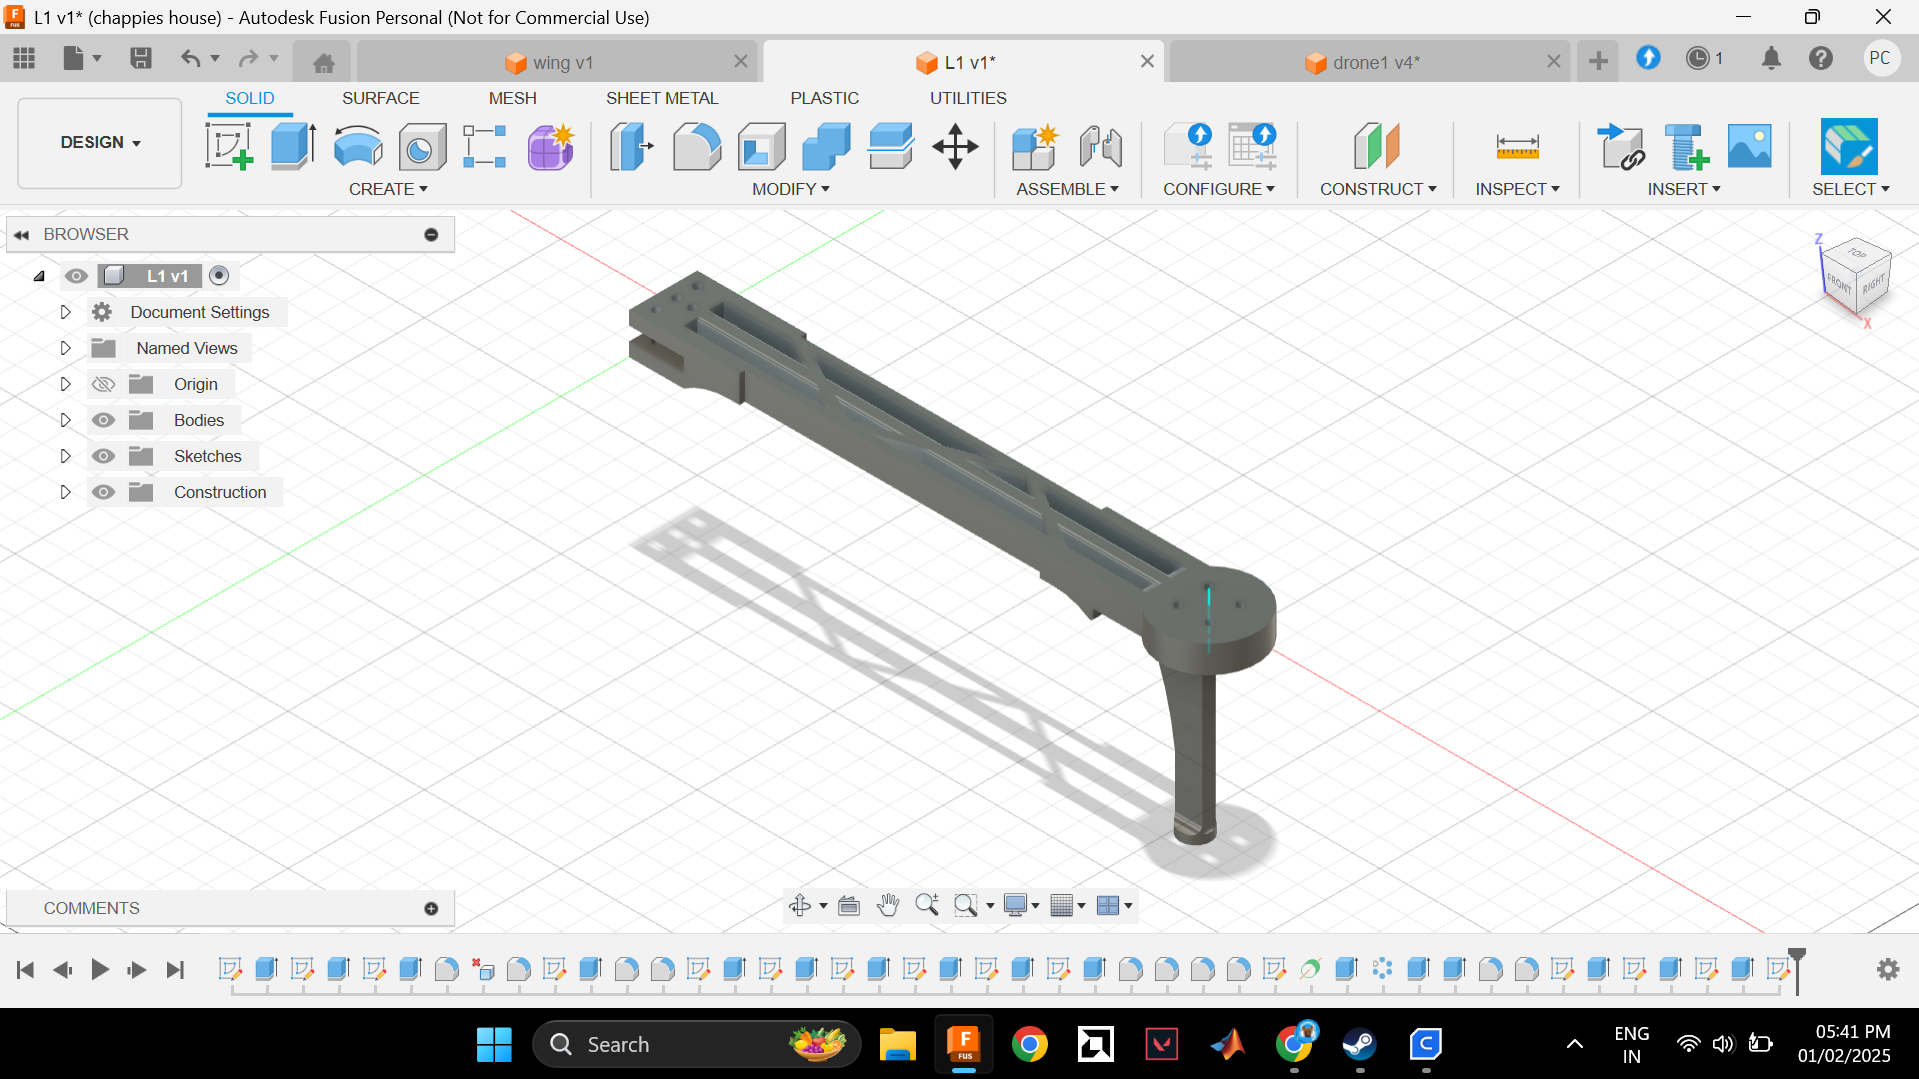 L1 v1* (chappies house) - Autodesk Fusion Personal (Not for Commercial Use)
wing v1
L1 v1*
drone1 v4*
1
PC
SOLID
SURFACE
MESH
SHEET METAL
PLASTIC
UTILITIES
DESIGN
CREATE
MODIFY
ASSEMBLE
CONFIGURE
CONSTRUCT
INSPECT
INSERT
SELECT
BROWSER
L1 v1
Document Settings
Named Views
Origin
Bodies
Sketches
Construction
Z
TOP
FRONT
RIGHT
X
COMMENTS
Search
F
FUS
C
ENG
IN
05:41 PM
01/02/2025